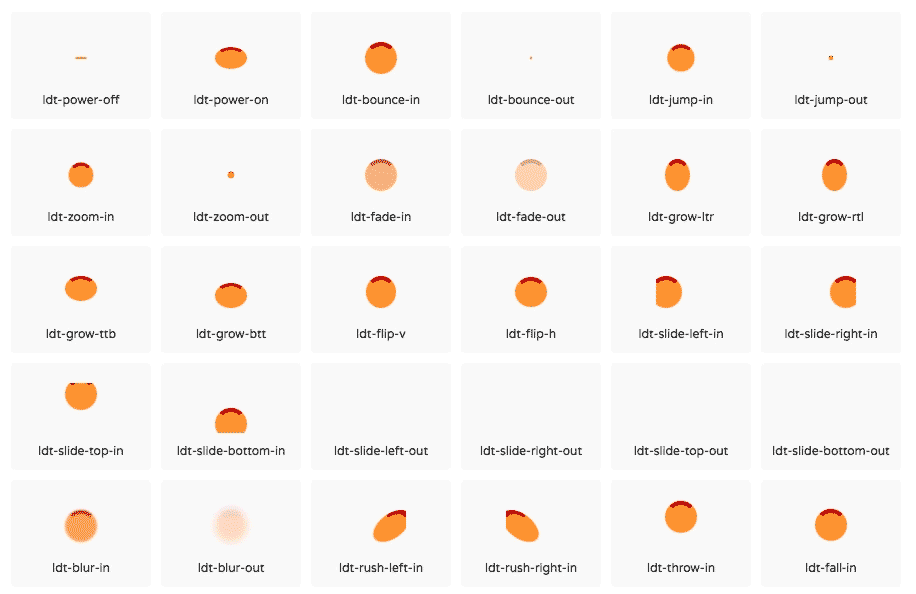 ldt-power-off
ldt-power-on
ldt-bounce-in
ldt-bounce-out
ldt-jump-in
ldt-jump-out
ldt-zoom-in
ldt-zoom-out
ldt-fade-in
ldt-fade-out
ldt-grow-ltr
ldt-grow-rtl
ldt-grow-ttb
ldt-grow-btt
ldt-flip-v
ldt-flip-h
ldt-slide-left-in
ldt-slide-right-in
ldt-slide-top-in
ldt-slide-bottom-in
ldt-slide-left-out
ldt-slide-right-out
ldt-slide-top-out
ldt-slide-bottom-out
ldt-blur-in
ldt-blur-out
ldt-rush-left-in
ldt-rush-right-in
ldt-throw-in
ldt-fall-in